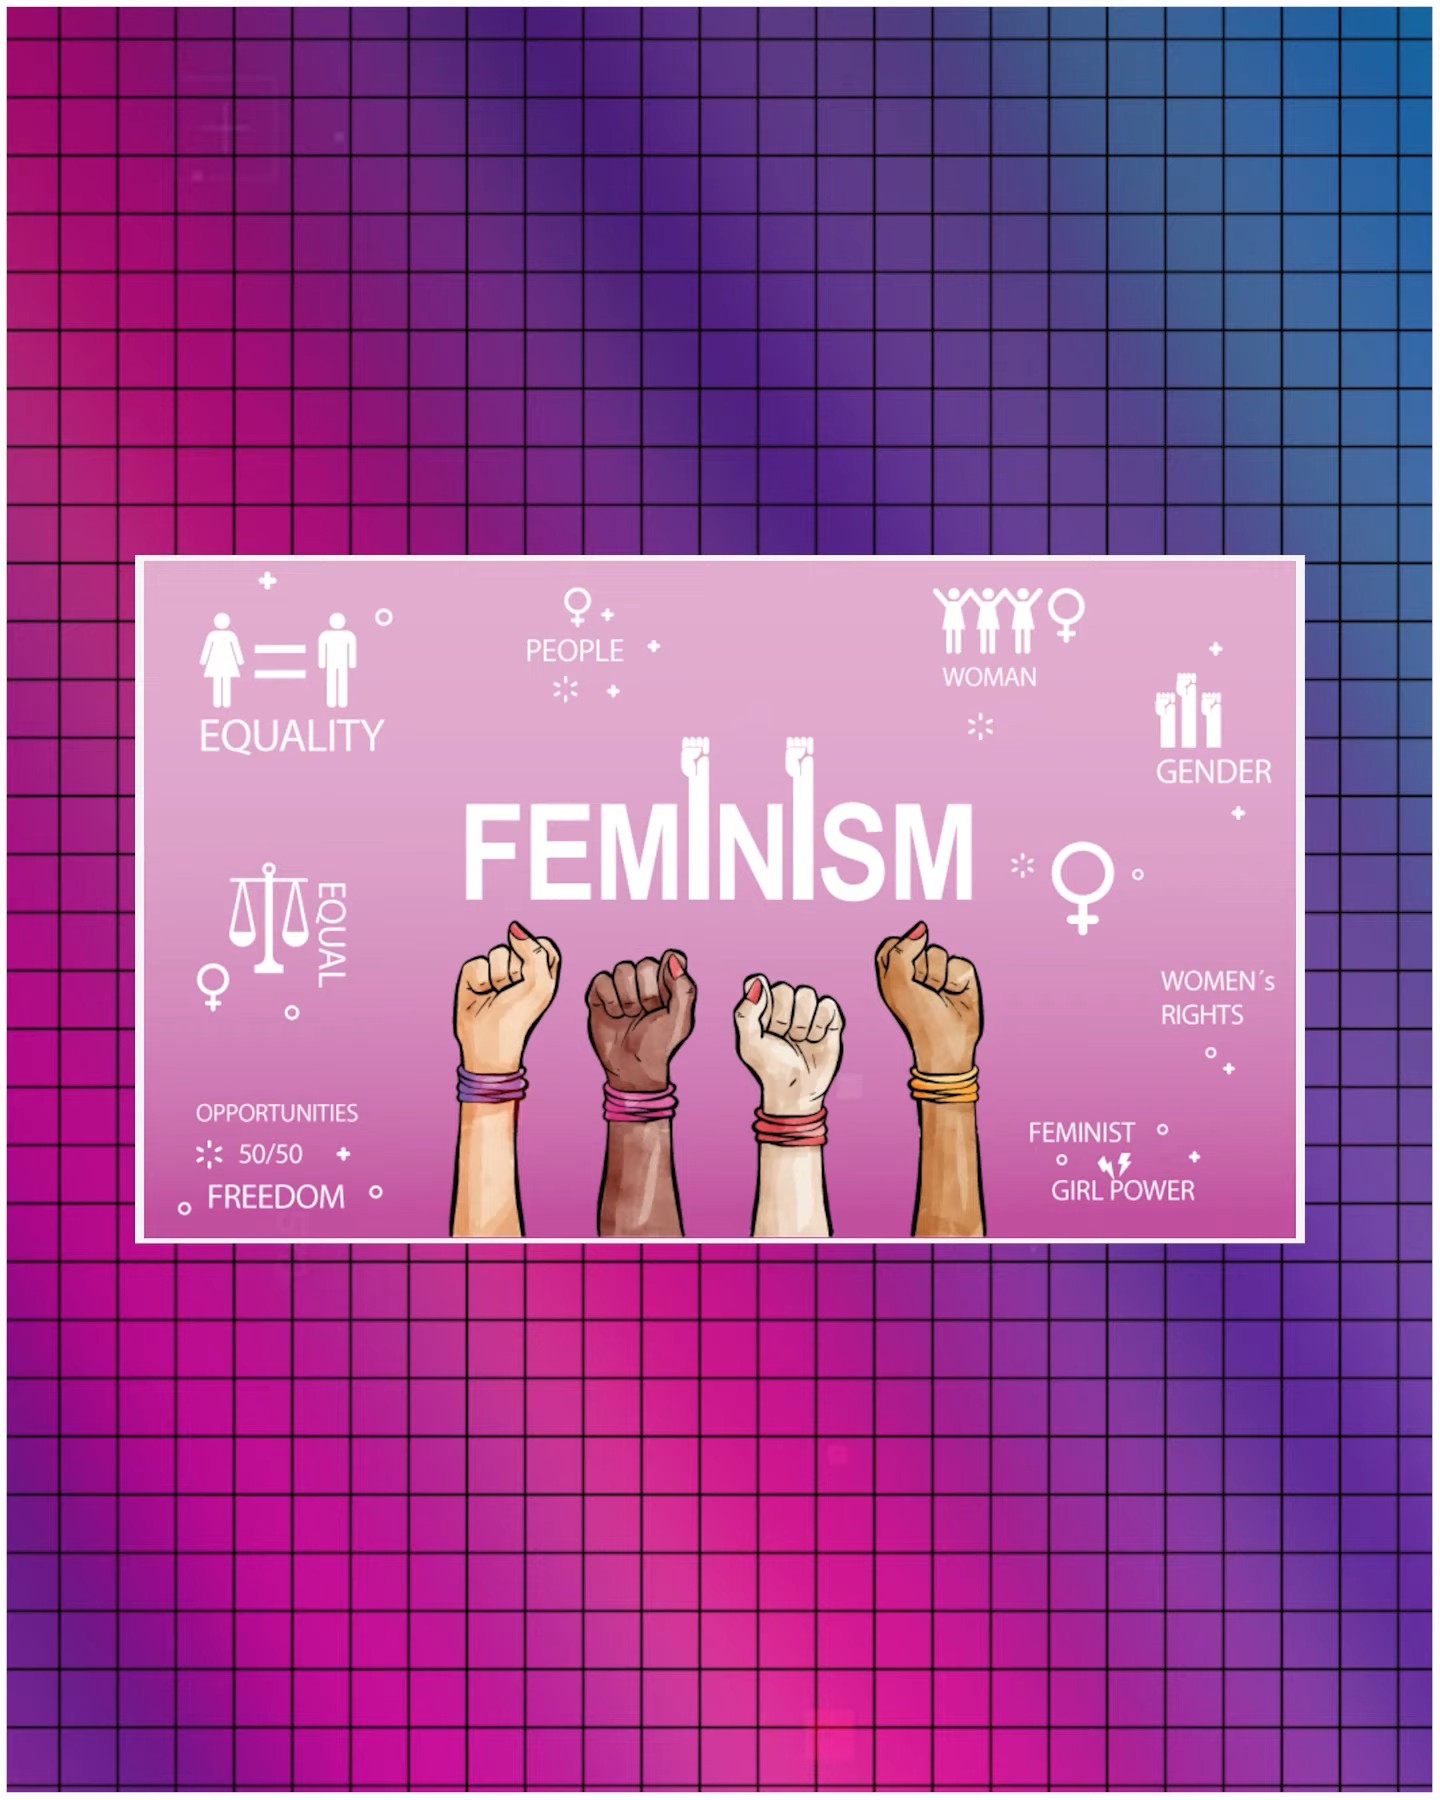 PEOPLE
WOMAN
EQUALITY
GENDER
FEMINISM
EQUAL
WOMEN´s
RIGHTS
OPPORTUNITIES
50/50
FREEDOM
FEMINIST
GIRL POWER